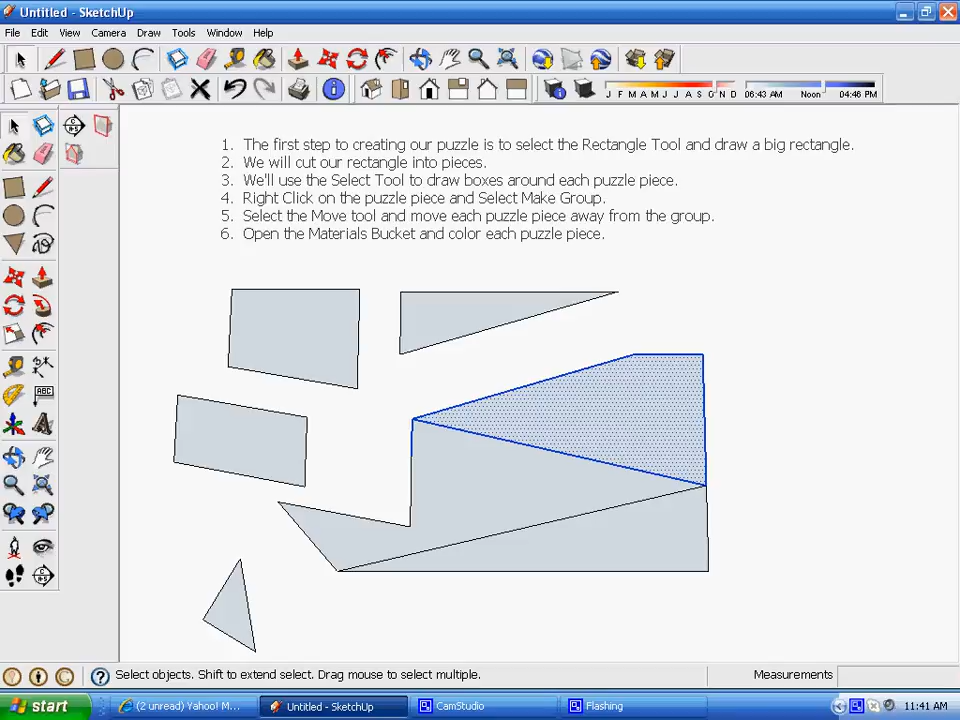 Untitled - SketchUp
File Edit View Camera Draw Tools Window Help
J F M A M J J A S O N D 06:43 AM Noon 04:46 PM
1. The first step to creating our puzzle is to select the Rectangle Tool and draw a big rectangle.
2. We will cut our rectangle into pieces.
3. We'll use the Select Tool to draw boxes around each puzzle piece.
4. Right Click on the puzzle piece and Select Make Group.
5. Select the Move tool and move each puzzle piece away from the group.
6. Open the Materials Bucket and color each puzzle piece.
ABC
Select objects. Shift to extend select. Drag mouse to select multiple. Measurements
start (2 unread) Yahoo! M... Untitled - SketchUp CamStudio Flashing 11:41 AM